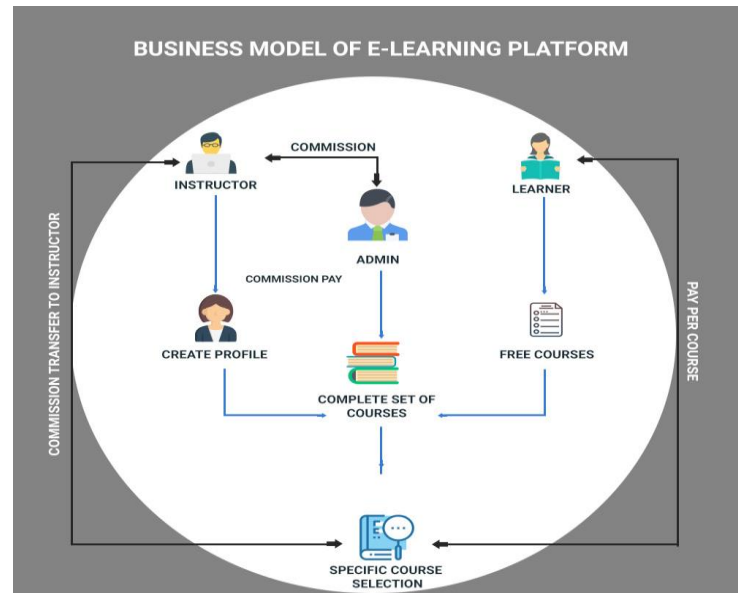 BUSINESS MODEL OF E-LEARNING PLATFORM
COMMISSION
INSTRUCTOR
LEARNER
ADMIN
COMMISSION PAY
CREATE PROFILE
FREE COURSES
COMPLETE SET OF
COURSES
SPECIFIC COURSE
SELECTION
COMMISSION TRANSFER TO INSTRUCTOR
PAY PER COURSE